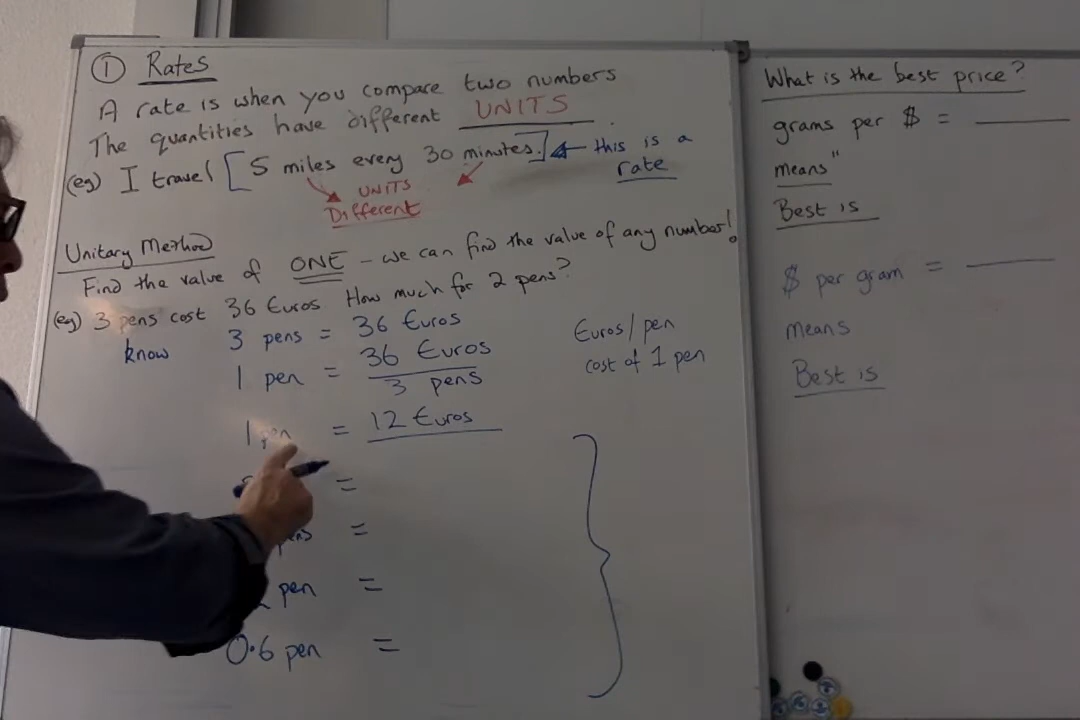 ① Rates
A rate is when you compare two numbers
The quantities have different UNITS.
(eg) I travel [5 miles every 30 minutes.] ← this is a
rate
UNITS
Different
Unitary Method
Find the value of ONE - we can find the value of any number!
(eg) 3 pens cost 36 Euros How much for 2 pens?
know 3 pens = 36 Euros
1 pen = 36 Euros
3 pens
Euros/pen
cost of 1 pen
1 = 12 Euros
=
=
pen =
0.6 pen =
What is the best price?
grams per $ =
means"
Best is
$ per gram =
means
Best is